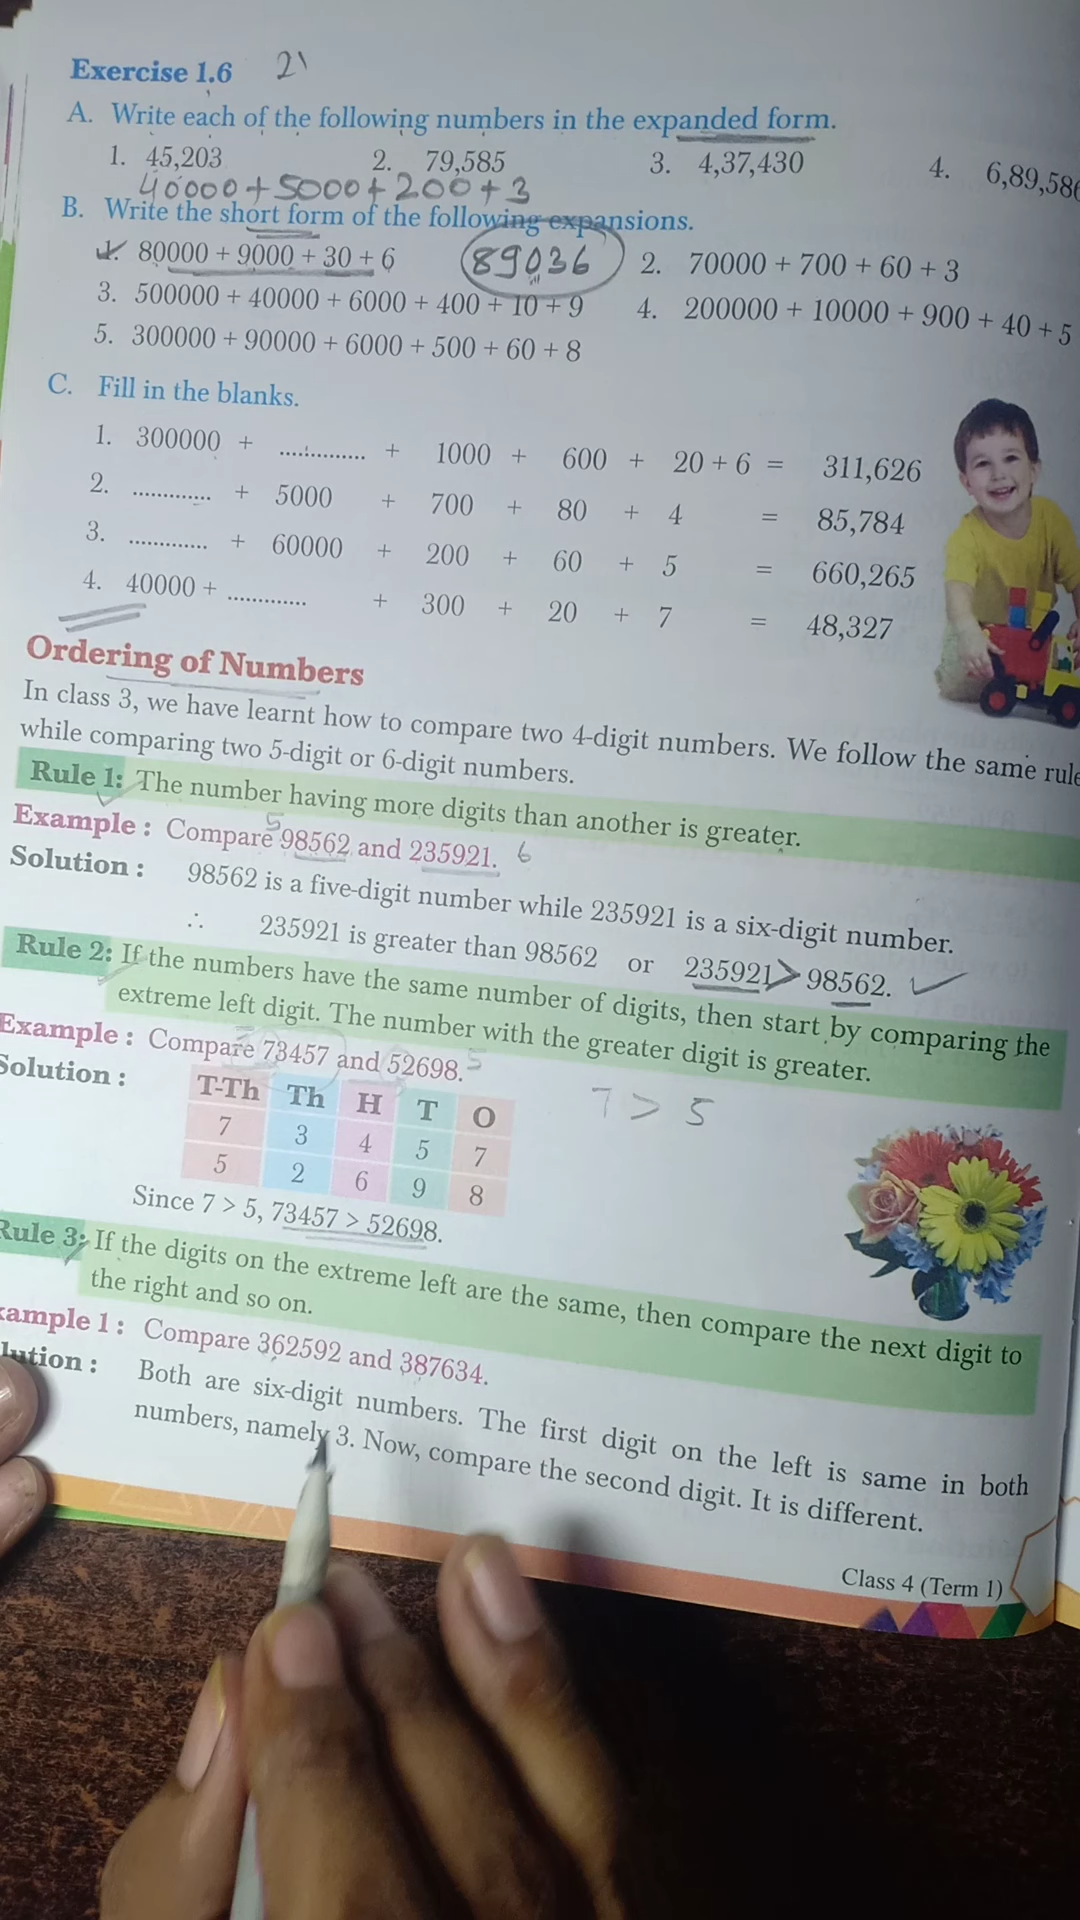 Exercise 1.6 21
A. Write each of the following numbers in the expanded form.
1. 45,203 2. 79,585 3. 4,37,430 4. 6,89,586
40000+5000+200+3
B. Write the short form of the following expansions.
1. 80000 + 9000 + 30 + 6 89036 2. 70000 + 700 + 60 + 3
3. 500000 + 40000 + 6000 + 400 + 10 + 9 4. 200000 + 10000 + 900 + 40 + 5
5. 300000 + 90000 + 6000 + 500 + 60 + 8
C. Fill in the blanks.
1. 300000 + ............. + 1000 + 600 + 20 + 6 = 311,626
2. ............. + 5000 + 700 + 80 + 4 = 85,784
3. ............. + 60000 + 200 + 60 + 5 = 660,265
4. 40000 + ............. + 300 + 20 + 7 = 48,327
Ordering of Numbers
In class 3, we have learnt how to compare two 4-digit numbers. We follow the same rule
while comparing two 5-digit or 6-digit numbers.
Rule 1: The number having more digits than another is greater.
Example : Compare 98562 and 235921. 5 6
Solution : 98562 is a five-digit number while 235921 is a six-digit number.
∴ 235921 is greater than 98562 or 235921 > 98562.
Rule 2: If the numbers have the same number of digits, then start by comparing the
extreme left digit. The number with the greater digit is greater.
Example : Compare 73457 and 52698. 5
Solution :
T-Th Th H T O
7 3 4 5 7
5 2 6 9 8
7 > 5
Since 7 > 5, 73457 > 52698.
Rule 3: If the digits on the extreme left are the same, then compare the next digit to
the right and so on.
xample 1 : Compare 362592 and 387634.
lution : Both are six-digit numbers. The first digit on the left is same in both
numbers, namely 3. Now, compare the second digit. It is different.
Class 4 (Term 1)